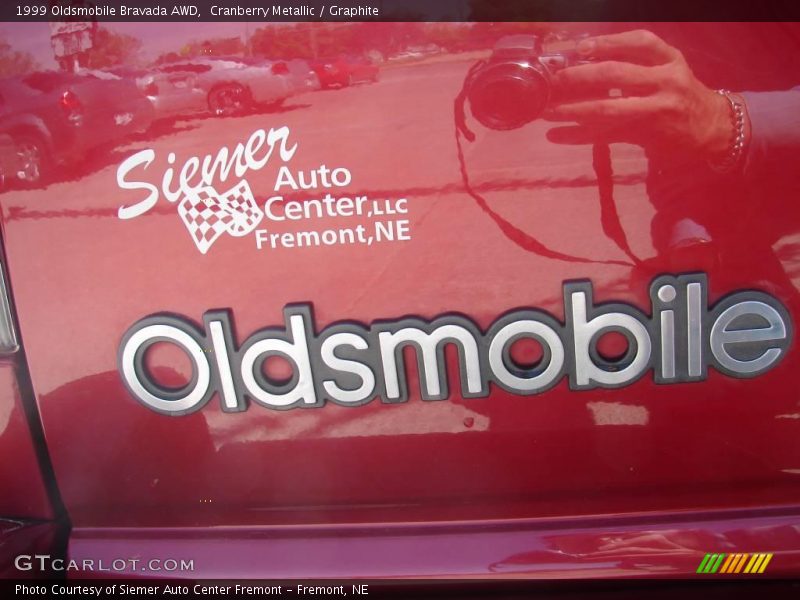 1999 Oldsmobile Bravada AWD,  Cranberry Metallic / Graphite
Siemer
Auto
Center,LLC
Fremont,NE
Oldsmobile
GTCARLOT.COM
Photo Courtesy of Siemer Auto Center Fremont – Fremont, NE